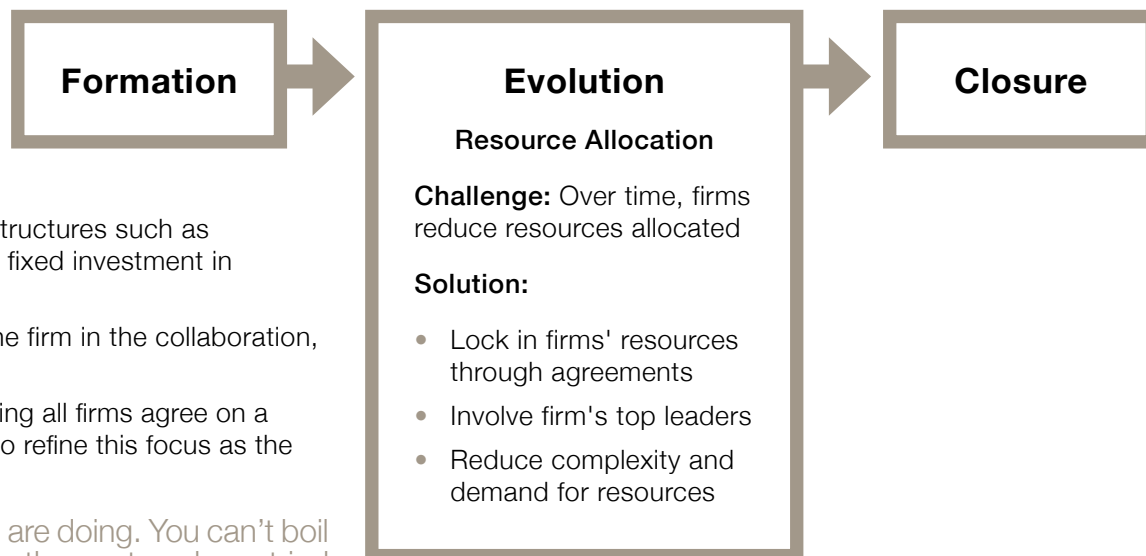 Formation
Evolution
Closure
Resource Allocation
Challenge: Over time, firms
reduce resources allocated
Solution:
• Lock in firms' resources
through agreements
• Involve firm's top leaders
• Reduce complexity and
demand for resources
tructures such as
fixed investment in
ne firm in the collaboration,
ing all firms agree on a
o refine this focus as the
are doing. You can’t boil